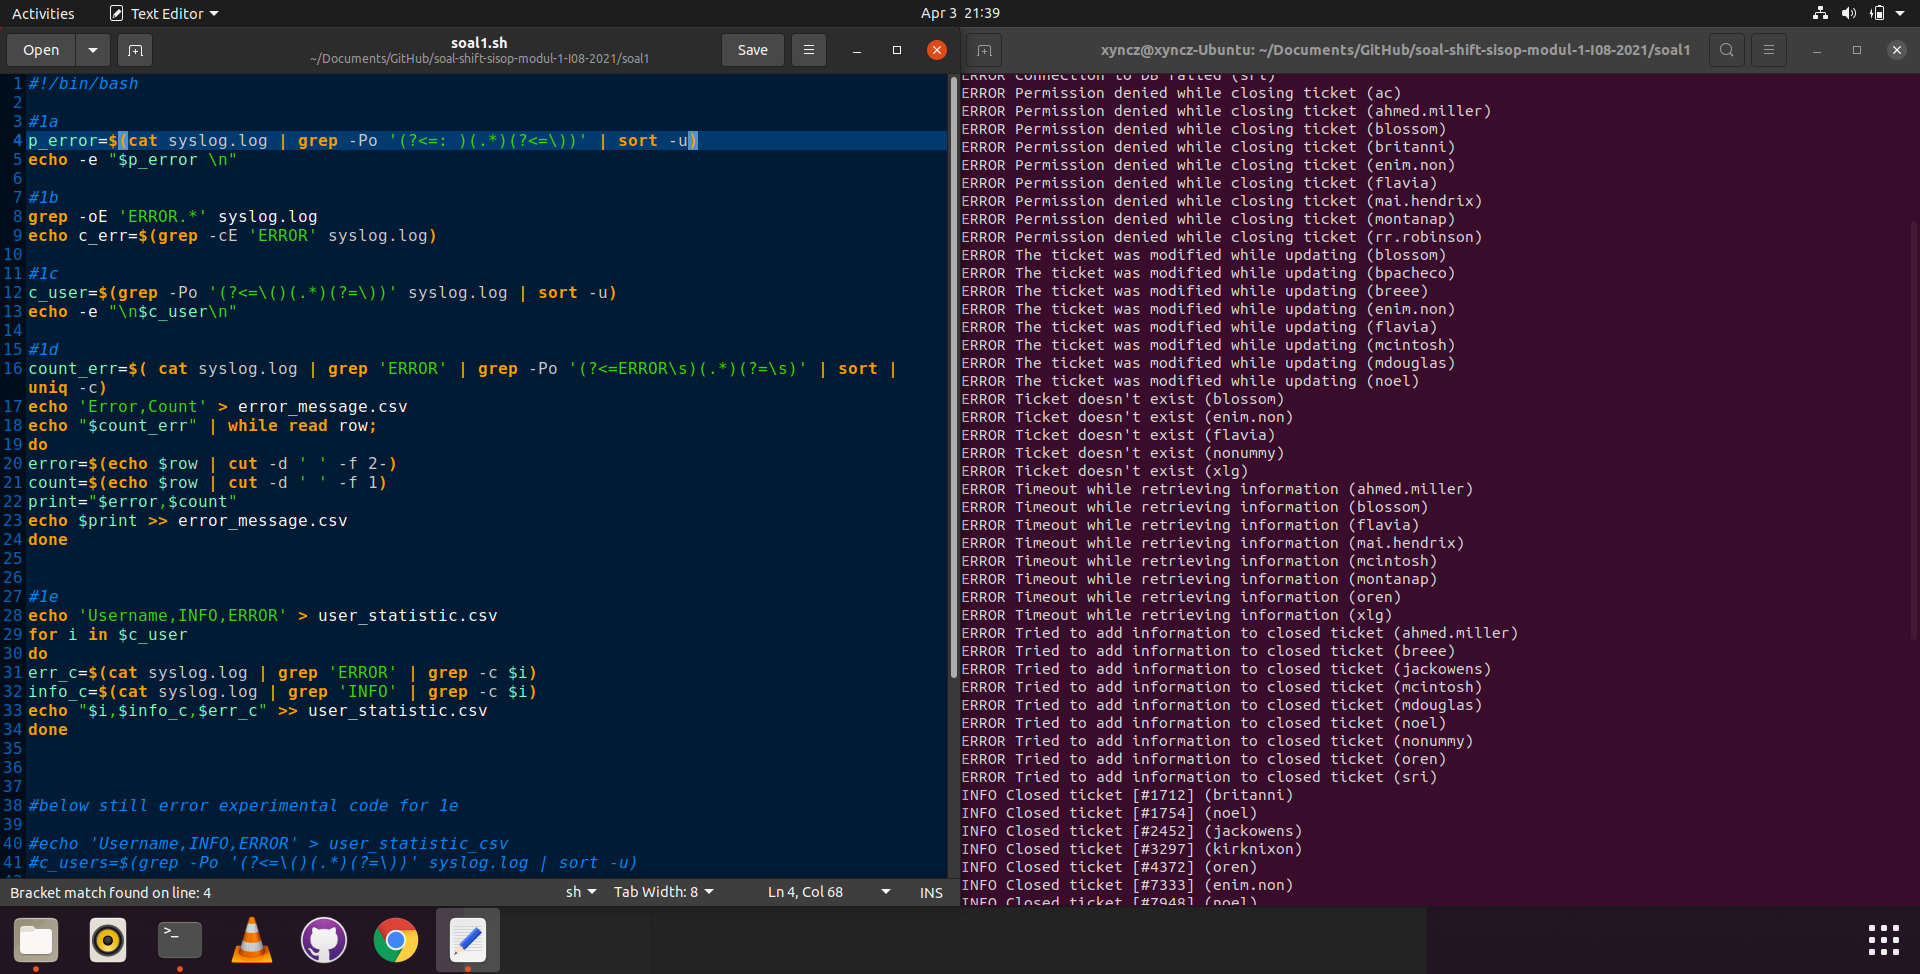 Activities
Text Editor
Apr 3 21:39
Open
soal1.sh
~/Documents/GitHub/soal-shift-sisop-modul-1-I08-2021/soal1
Save
1 #!/bin/bash
2
3 #1a
4 p_error=$(cat syslog.log | grep -Po '(?<=: )(.*)(?<=\))' | sort -u)
5 echo -e "$p_error \n"
6
7 #1b
8 grep -oE 'ERROR.*' syslog.log
9 echo c_err=$(grep -cE 'ERROR' syslog.log)
10
11 #1c
12 c_user=$(grep -Po '(?<=\()(.*)(?=\))' syslog.log | sort -u)
13 echo -e "\n$c_user\n"
14
15 #1d
16 count_err=$( cat syslog.log | grep 'ERROR' | grep -Po '(?<=ERROR\s)(.*)(?=\s)' | sort |
uniq -c)
17 echo 'Error,Count' > error_message.csv
18 echo "$count_err" | while read row;
19 do
20 error=$(echo $row | cut -d ' ' -f 2-)
21 count=$(echo $row | cut -d ' ' -f 1)
22 print="$error,$count"
23 echo $print >> error_message.csv
24 done
25
26
27 #1e
28 echo 'Username,INFO,ERROR' > user_statistic.csv
29 for i in $c_user
30 do
31 err_c=$(cat syslog.log | grep 'ERROR' | grep -c $i)
32 info_c=$(cat syslog.log | grep 'INFO' | grep -c $i)
33 echo "$i,$info_c,$err_c" >> user_statistic.csv
34 done
35
36
37
38 #below still error experimental code for 1e
39
40 #echo 'Username,INFO,ERROR' > user_statistic_csv
41 #c_users=$(grep -Po '(?<=\()(.*)(?=\))' syslog.log | sort -u)
Bracket match found on line: 4
sh
Tab Width: 8
Ln 4, Col 68
INS
xyncz@xyncz-Ubuntu: ~/Documents/GitHub/soal-shift-sisop-modul-1-I08-2021/soal1
ERROR Connection to DB failed (sri)
ERROR Permission denied while closing ticket (ac)
ERROR Permission denied while closing ticket (ahmed.miller)
ERROR Permission denied while closing ticket (blossom)
ERROR Permission denied while closing ticket (britanni)
ERROR Permission denied while closing ticket (enim.non)
ERROR Permission denied while closing ticket (flavia)
ERROR Permission denied while closing ticket (mai.hendrix)
ERROR Permission denied while closing ticket (montanap)
ERROR Permission denied while closing ticket (rr.robinson)
ERROR The ticket was modified while updating (blossom)
ERROR The ticket was modified while updating (bpacheco)
ERROR The ticket was modified while updating (breee)
ERROR The ticket was modified while updating (enim.non)
ERROR The ticket was modified while updating (flavia)
ERROR The ticket was modified while updating (mcintosh)
ERROR The ticket was modified while updating (mdouglas)
ERROR The ticket was modified while updating (noel)
ERROR Ticket doesn't exist (blossom)
ERROR Ticket doesn't exist (enim.non)
ERROR Ticket doesn't exist (flavia)
ERROR Ticket doesn't exist (nonummy)
ERROR Ticket doesn't exist (xlg)
ERROR Timeout while retrieving information (ahmed.miller)
ERROR Timeout while retrieving information (blossom)
ERROR Timeout while retrieving information (flavia)
ERROR Timeout while retrieving information (mai.hendrix)
ERROR Timeout while retrieving information (mcintosh)
ERROR Timeout while retrieving information (montanap)
ERROR Timeout while retrieving information (oren)
ERROR Timeout while retrieving information (xlg)
ERROR Tried to add information to closed ticket (ahmed.miller)
ERROR Tried to add information to closed ticket (breee)
ERROR Tried to add information to closed ticket (jackowens)
ERROR Tried to add information to closed ticket (mcintosh)
ERROR Tried to add information to closed ticket (mdouglas)
ERROR Tried to add information to closed ticket (noel)
ERROR Tried to add information to closed ticket (nonummy)
ERROR Tried to add information to closed ticket (oren)
ERROR Tried to add information to closed ticket (sri)
INFO Closed ticket [#1712] (britanni)
INFO Closed ticket [#1754] (noel)
INFO Closed ticket [#2452] (jackowens)
INFO Closed ticket [#3297] (kirknixon)
INFO Closed ticket [#4372] (oren)
INFO Closed ticket [#7333] (enim.non)
INFO Closed ticket [#7948] (noel)